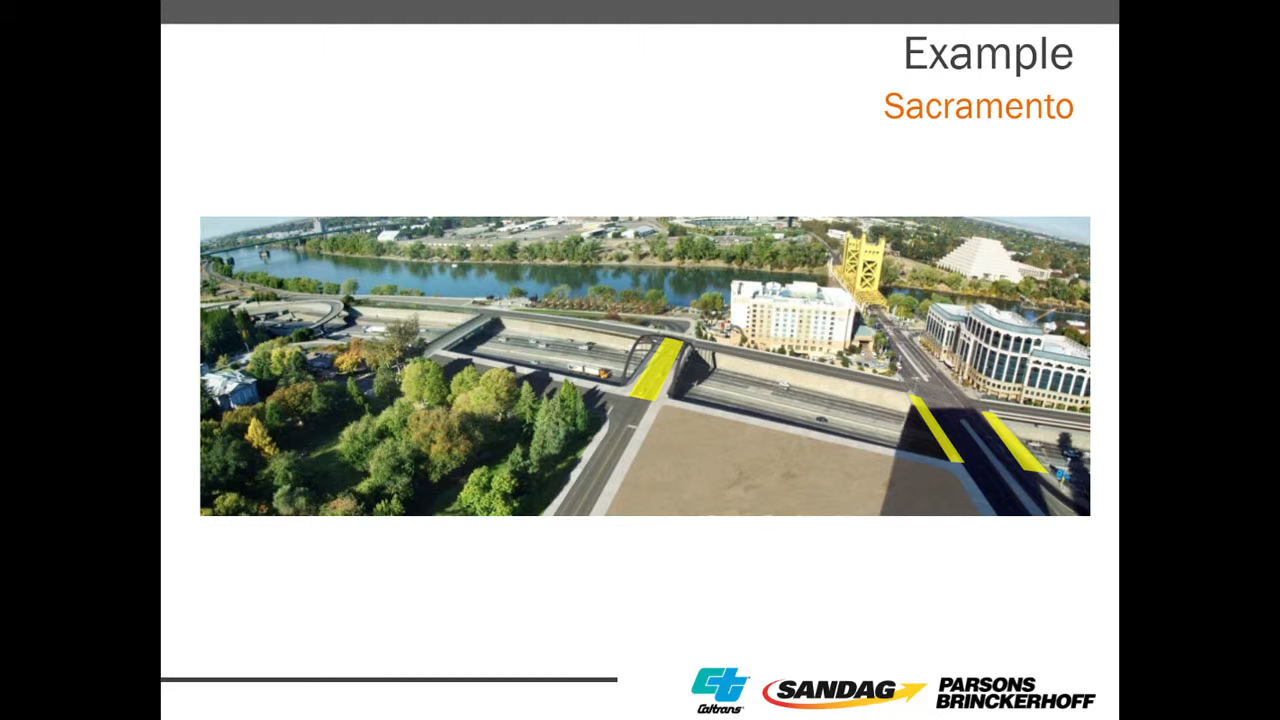 Example
Sacramento
Caltrans
SANDAG
PARSONS
BRINCKERHOFF